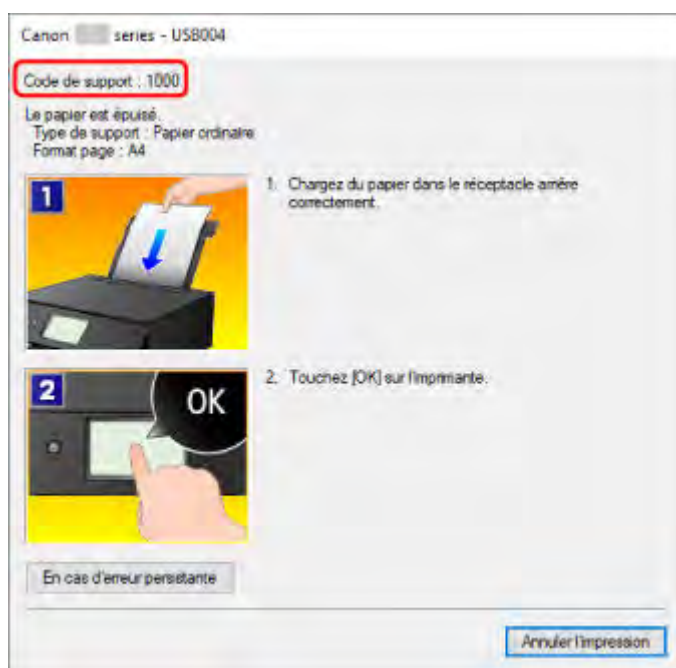 Canon series - USB004
Code de support : 1000
Le papier est épuisé.
Type de support : Papier ordinaire
Format page : A4
1
1. Chargez du papier dans le réceptacle arrière
correctement.
2
OK
2. Touchez [OK] sur l'imprimante.
En cas d'erreur persistante
Annuler l'impression